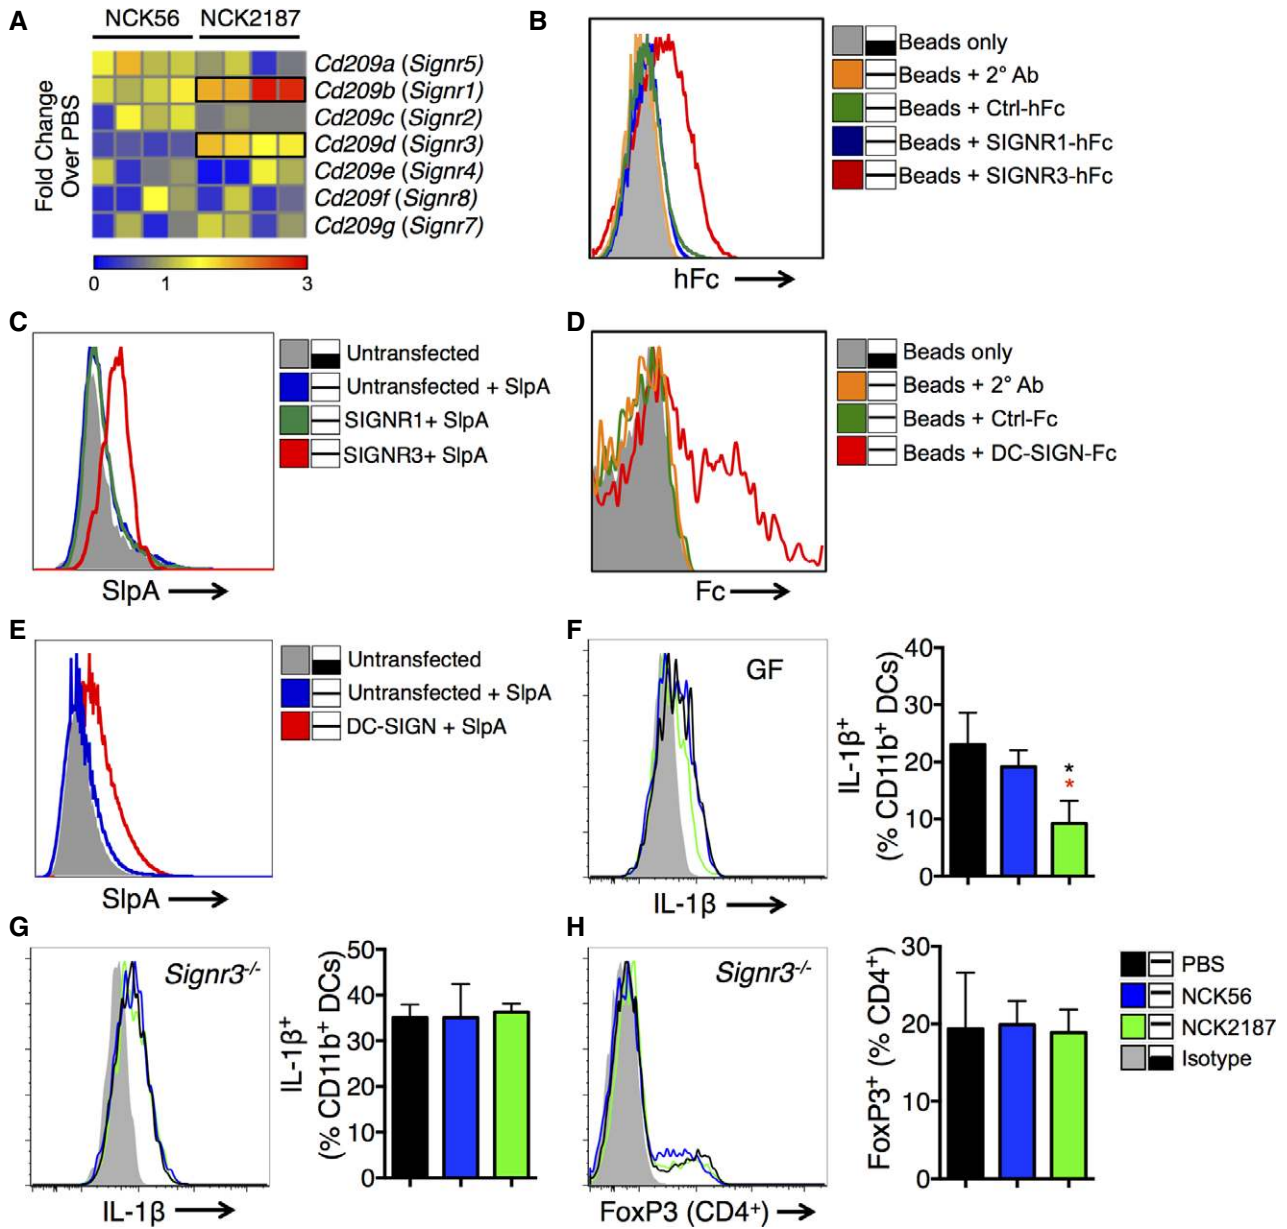 A
NCK56 NCK2187
Fold Change
Over PBS
Cd209a (Signr5)
Cd209b (Signr1)
Cd209c (Signr2)
Cd209d (Signr3)
Cd209e (Signr4)
Cd209f (Signr8)
Cd209g (Signr7)
0 1 3
B
hFc
Beads only
Beads + 2° Ab
Beads + Ctrl-hFc
Beads + SIGNR1-hFc
Beads + SIGNR3-hFc
C
SlpA
Untransfected
Untransfected + SlpA
SIGNR1+ SlpA
SIGNR3+ SlpA
D
Fc
Beads only
Beads + 2° Ab
Beads + Ctrl-Fc
Beads + DC-SIGN-Fc
E
SlpA
Untransfected
Untransfected + SlpA
DC-SIGN + SlpA
F
GF
IL-1β
IL-1β+
(% CD11b+ DCs)
40
30
20
10
0
*
*
G
Signr3-/-
IL-1β
IL-1β+
(% CD11b+ DCs)
50
40
30
20
10
0
H
Signr3-/-
FoxP3 (CD4+)
FoxP3+ (% CD4+)
30
20
10
0
PBS
NCK56
NCK2187
Isotype